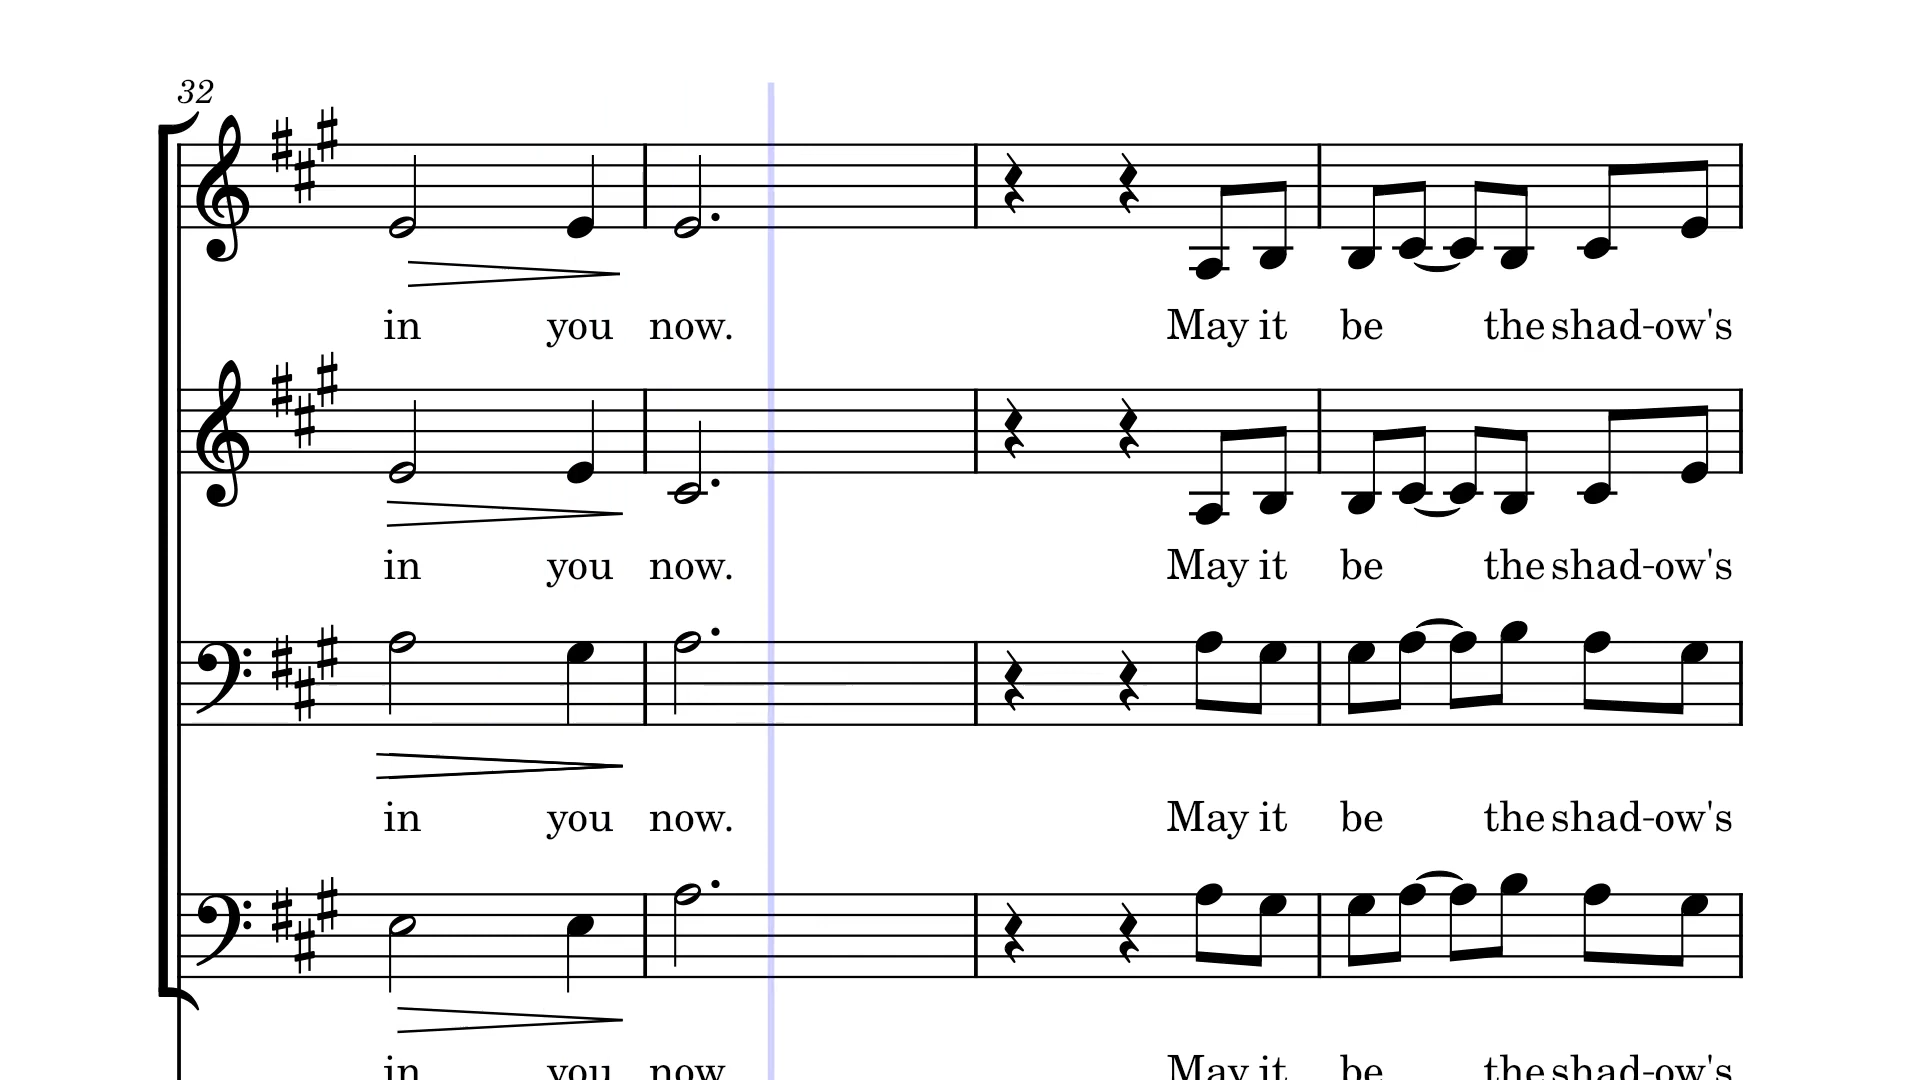 32
in you now. May it be the shad-ow's
in you now. May it be the shad-ow's
in you now. May it be the shad-ow's
in you now May it be the shad-ow's